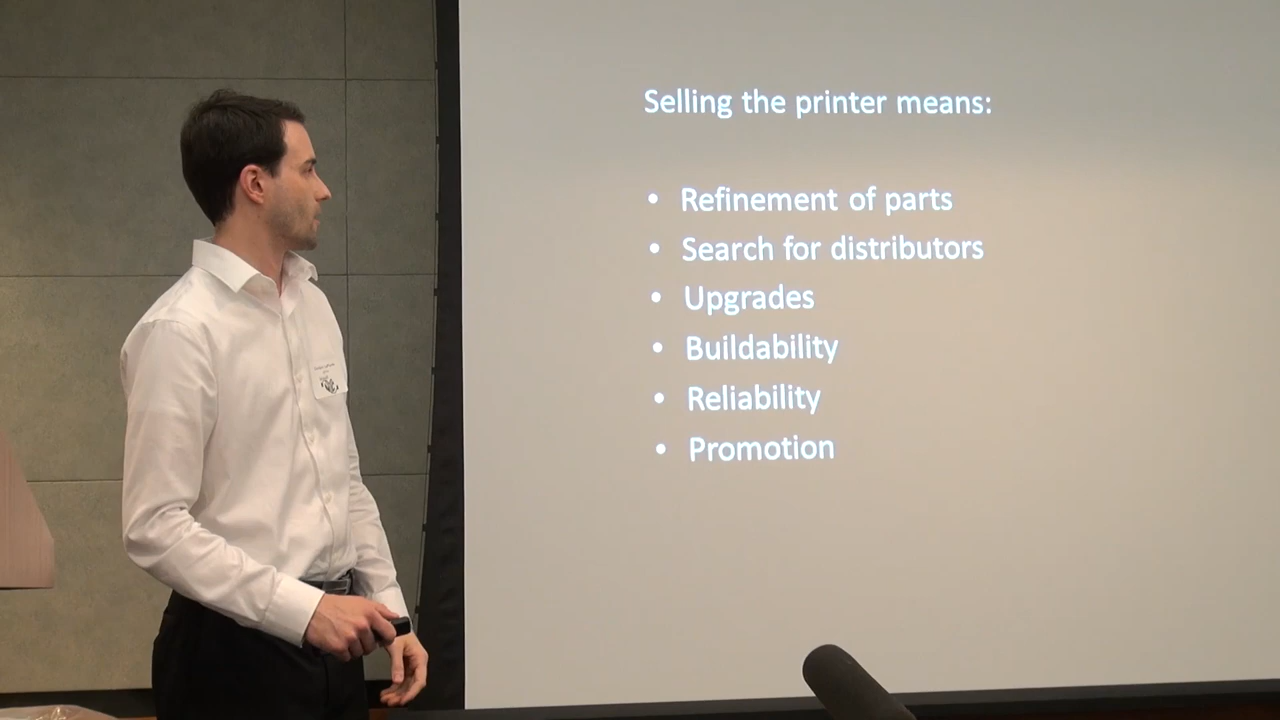 Selling the printer means:
• Refinement of parts
• Search for distributors
• Upgrades
• Buildability
• Reliability
• Promotion